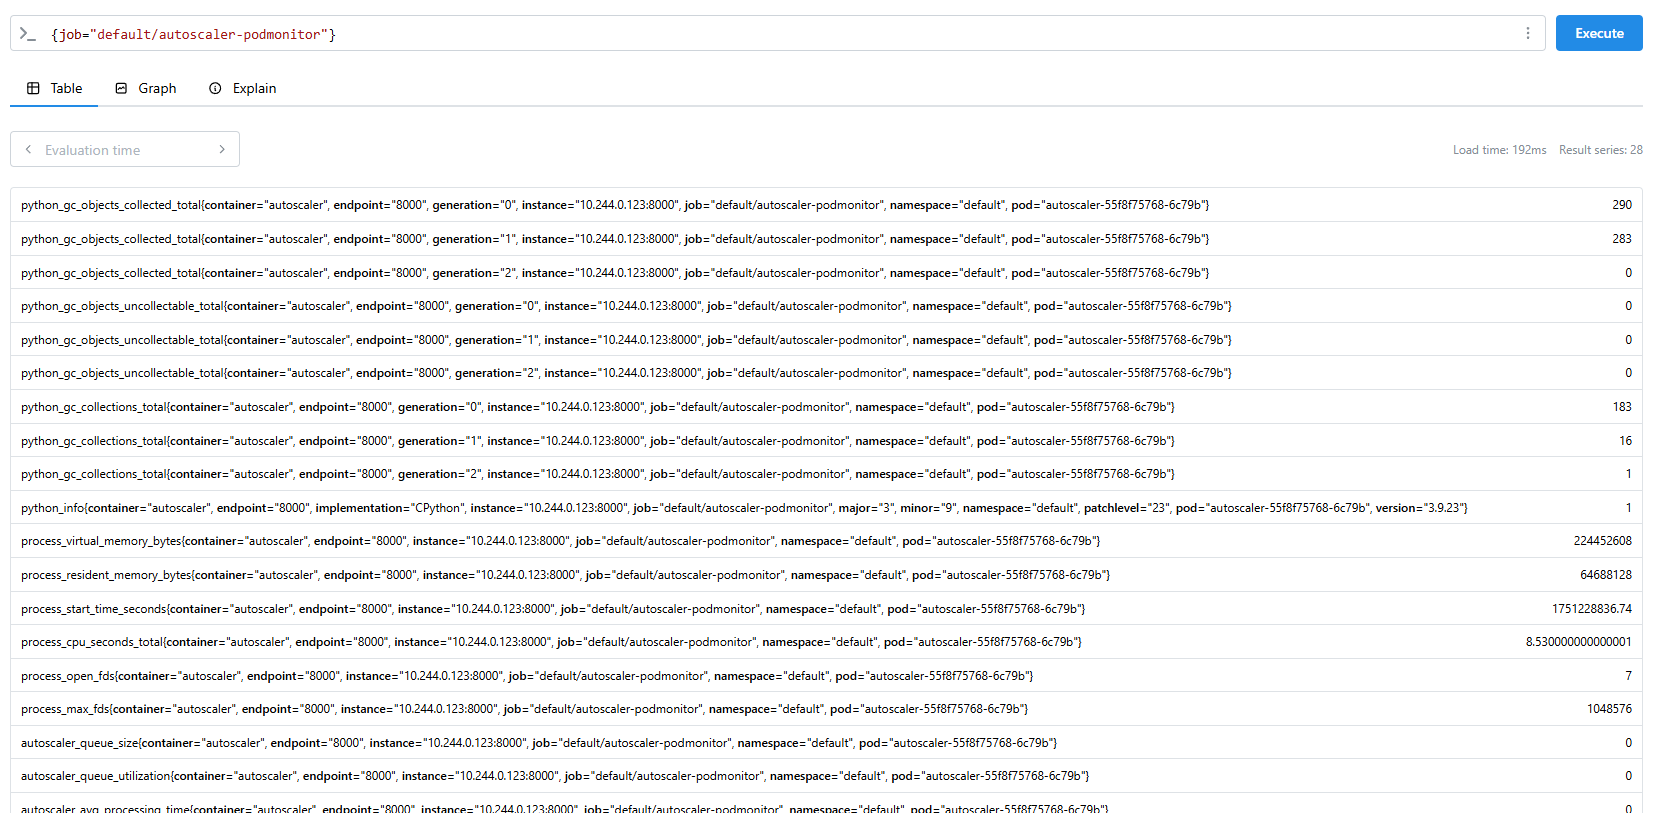 {job="default/autoscaler-podmonitor"}
Execute
Table Graph Explain
Evaluation time
Load time: 192ms Result series: 28
python_gc_objects_collected_total{container="autoscaler", endpoint="8000", generation="0", instance="10.244.0.123:8000", job="default/autoscaler-podmonitor", namespace="default", pod="autoscaler-55f8f75768-6c79b"} 290
python_gc_objects_collected_total{container="autoscaler", endpoint="8000", generation="1", instance="10.244.0.123:8000", job="default/autoscaler-podmonitor", namespace="default", pod="autoscaler-55f8f75768-6c79b"} 283
python_gc_objects_collected_total{container="autoscaler", endpoint="8000", generation="2", instance="10.244.0.123:8000", job="default/autoscaler-podmonitor", namespace="default", pod="autoscaler-55f8f75768-6c79b"} 0
python_gc_objects_uncollectable_total{container="autoscaler", endpoint="8000", generation="0", instance="10.244.0.123:8000", job="default/autoscaler-podmonitor", namespace="default", pod="autoscaler-55f8f75768-6c79b"} 0
python_gc_objects_uncollectable_total{container="autoscaler", endpoint="8000", generation="1", instance="10.244.0.123:8000", job="default/autoscaler-podmonitor", namespace="default", pod="autoscaler-55f8f75768-6c79b"} 0
python_gc_objects_uncollectable_total{container="autoscaler", endpoint="8000", generation="2", instance="10.244.0.123:8000", job="default/autoscaler-podmonitor", namespace="default", pod="autoscaler-55f8f75768-6c79b"} 0
python_gc_collections_total{container="autoscaler", endpoint="8000", generation="0", instance="10.244.0.123:8000", job="default/autoscaler-podmonitor", namespace="default", pod="autoscaler-55f8f75768-6c79b"} 183
python_gc_collections_total{container="autoscaler", endpoint="8000", generation="1", instance="10.244.0.123:8000", job="default/autoscaler-podmonitor", namespace="default", pod="autoscaler-55f8f75768-6c79b"} 16
python_gc_collections_total{container="autoscaler", endpoint="8000", generation="2", instance="10.244.0.123:8000", job="default/autoscaler-podmonitor", namespace="default", pod="autoscaler-55f8f75768-6c79b"} 1
python_info{container="autoscaler", endpoint="8000", implementation="CPython", instance="10.244.0.123:8000", job="default/autoscaler-podmonitor", major="3", minor="9", namespace="default", patchlevel="23", pod="autoscaler-55f8f75768-6c79b", version="3.9.23"} 1
process_virtual_memory_bytes{container="autoscaler", endpoint="8000", instance="10.244.0.123:8000", job="default/autoscaler-podmonitor", namespace="default", pod="autoscaler-55f8f75768-6c79b"} 224452608
process_resident_memory_bytes{container="autoscaler", endpoint="8000", instance="10.244.0.123:8000", job="default/autoscaler-podmonitor", namespace="default", pod="autoscaler-55f8f75768-6c79b"} 64688128
process_start_time_seconds{container="autoscaler", endpoint="8000", instance="10.244.0.123:8000", job="default/autoscaler-podmonitor", namespace="default", pod="autoscaler-55f8f75768-6c79b"} 1751228836.74
process_cpu_seconds_total{container="autoscaler", endpoint="8000", instance="10.244.0.123:8000", job="default/autoscaler-podmonitor", namespace="default", pod="autoscaler-55f8f75768-6c79b"} 8.530000000000001
process_open_fds{container="autoscaler", endpoint="8000", instance="10.244.0.123:8000", job="default/autoscaler-podmonitor", namespace="default", pod="autoscaler-55f8f75768-6c79b"} 7
process_max_fds{container="autoscaler", endpoint="8000", instance="10.244.0.123:8000", job="default/autoscaler-podmonitor", namespace="default", pod="autoscaler-55f8f75768-6c79b"} 1048576
autoscaler_queue_size{container="autoscaler", endpoint="8000", instance="10.244.0.123:8000", job="default/autoscaler-podmonitor", namespace="default", pod="autoscaler-55f8f75768-6c79b"} 0
autoscaler_queue_utilization{container="autoscaler", endpoint="8000", instance="10.244.0.123:8000", job="default/autoscaler-podmonitor", namespace="default", pod="autoscaler-55f8f75768-6c79b"} 0
autoscaler_avg_processing_time{container="autoscaler", endpoint="8000", instance="10.244.0.123:8000", job="default/autoscaler-podmonitor", namespace="default", pod="autoscaler-55f8f75768-6c79b"} 0